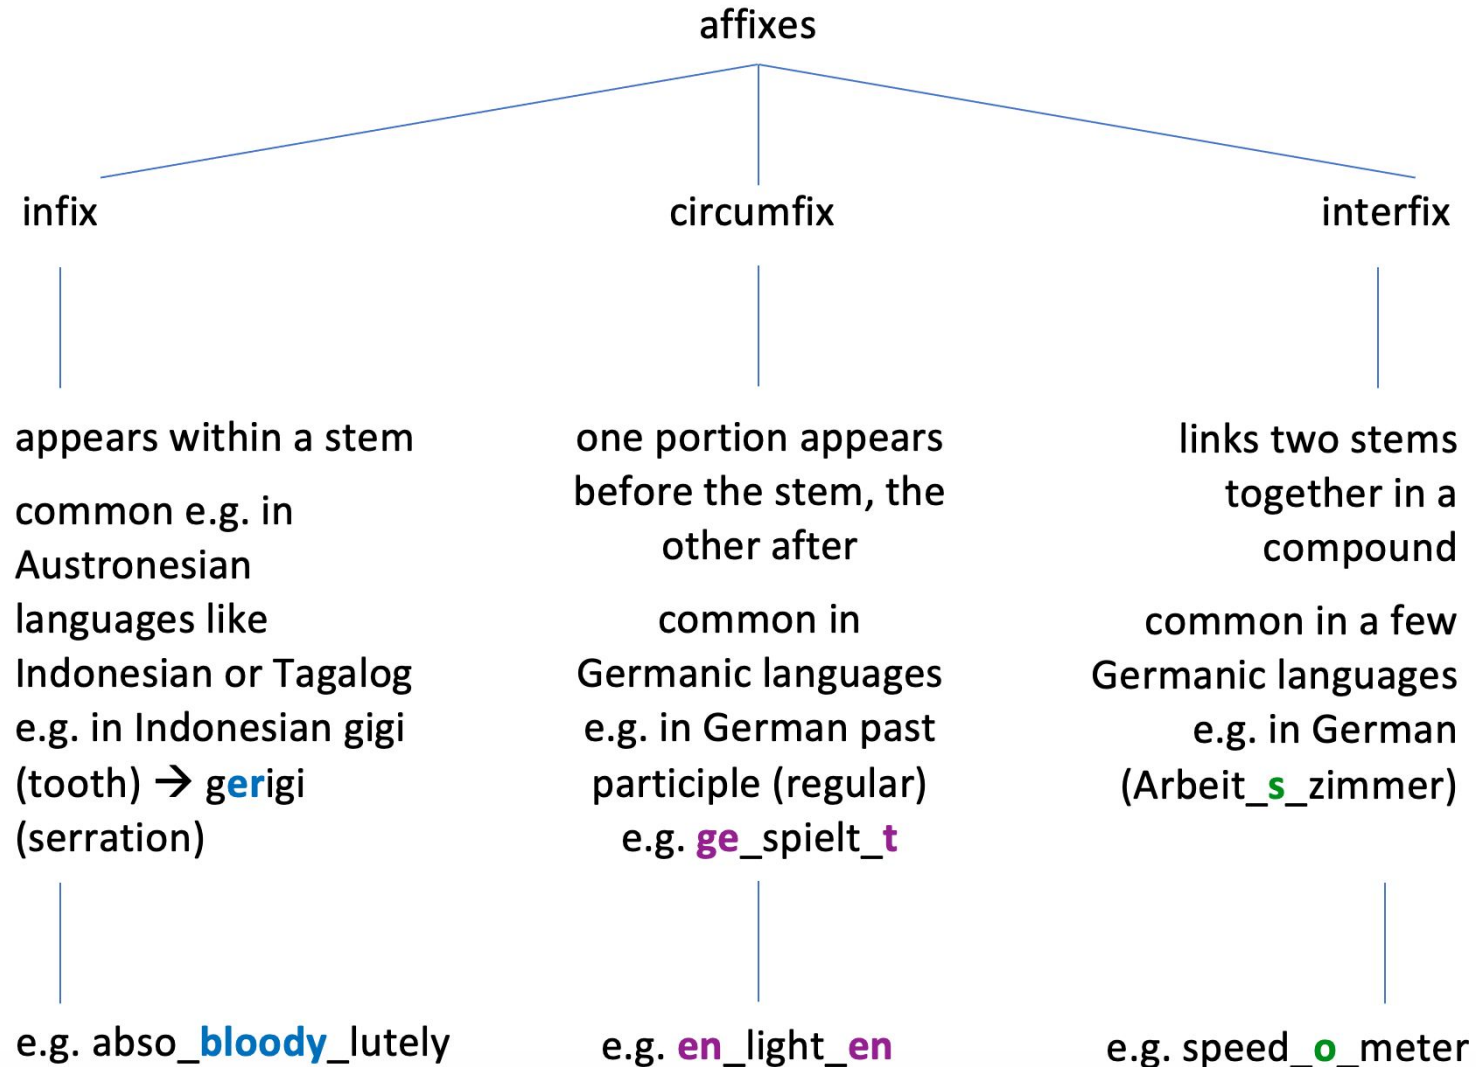 affixes
infix
circumfix
interfix
appears within a stem
common e.g. in
Austronesian
languages like
Indonesian or Tagalog
e.g. in Indonesian gigi
(tooth) → gerigi
(serration)
one portion appears
before the stem, the
other after
common in
Germanic languages
e.g. in German past
participle (regular)
e.g. ge_spielt_t
links two stems
together in a
compound
common in a few
Germanic languages
e.g. in German
(Arbeit_s_zimmer)
e.g. abso_bloody_lutely
e.g. en_light_en
e.g. speed_o_meter